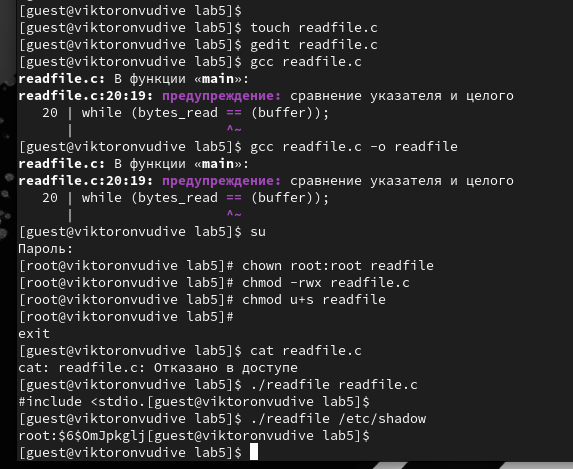 [guest@viktoronvudive lab5]$
[guest@viktoronvudive lab5]$ touch readfile.c
[guest@viktoronvudive lab5]$ gedit readfile.c
[guest@viktoronvudive lab5]$ gcc readfile.c
readfile.c: В функции «main»:
readfile.c:20:19: предупреждение: сравнение указателя и целого
20 | while (bytes_read == (buffer));
| ^~
[guest@viktoronvudive lab5]$ gcc readfile.c -o readfile
readfile.c: В функции «main»:
readfile.c:20:19: предупреждение: сравнение указателя и целого
20 | while (bytes_read == (buffer));
| ^~
[guest@viktoronvudive lab5]$ su
Пароль:
[root@viktoronvudive lab5]# chown root:root readfile
[root@viktoronvudive lab5]# chmod -rwx readfile.c
[root@viktoronvudive lab5]# chmod u+s readfile
[root@viktoronvudive lab5]#
exit
[guest@viktoronvudive lab5]$ cat readfile.c
cat: readfile.c: Отказано в доступе
[guest@viktoronvudive lab5]$ ./readfile readfile.c
#include <stdio.[guest@viktoronvudive lab5]$
[guest@viktoronvudive lab5]$ ./readfile /etc/shadow
root:$6$OmJpkglj[guest@viktoronvudive lab5]$
[guest@viktoronvudive lab5]$